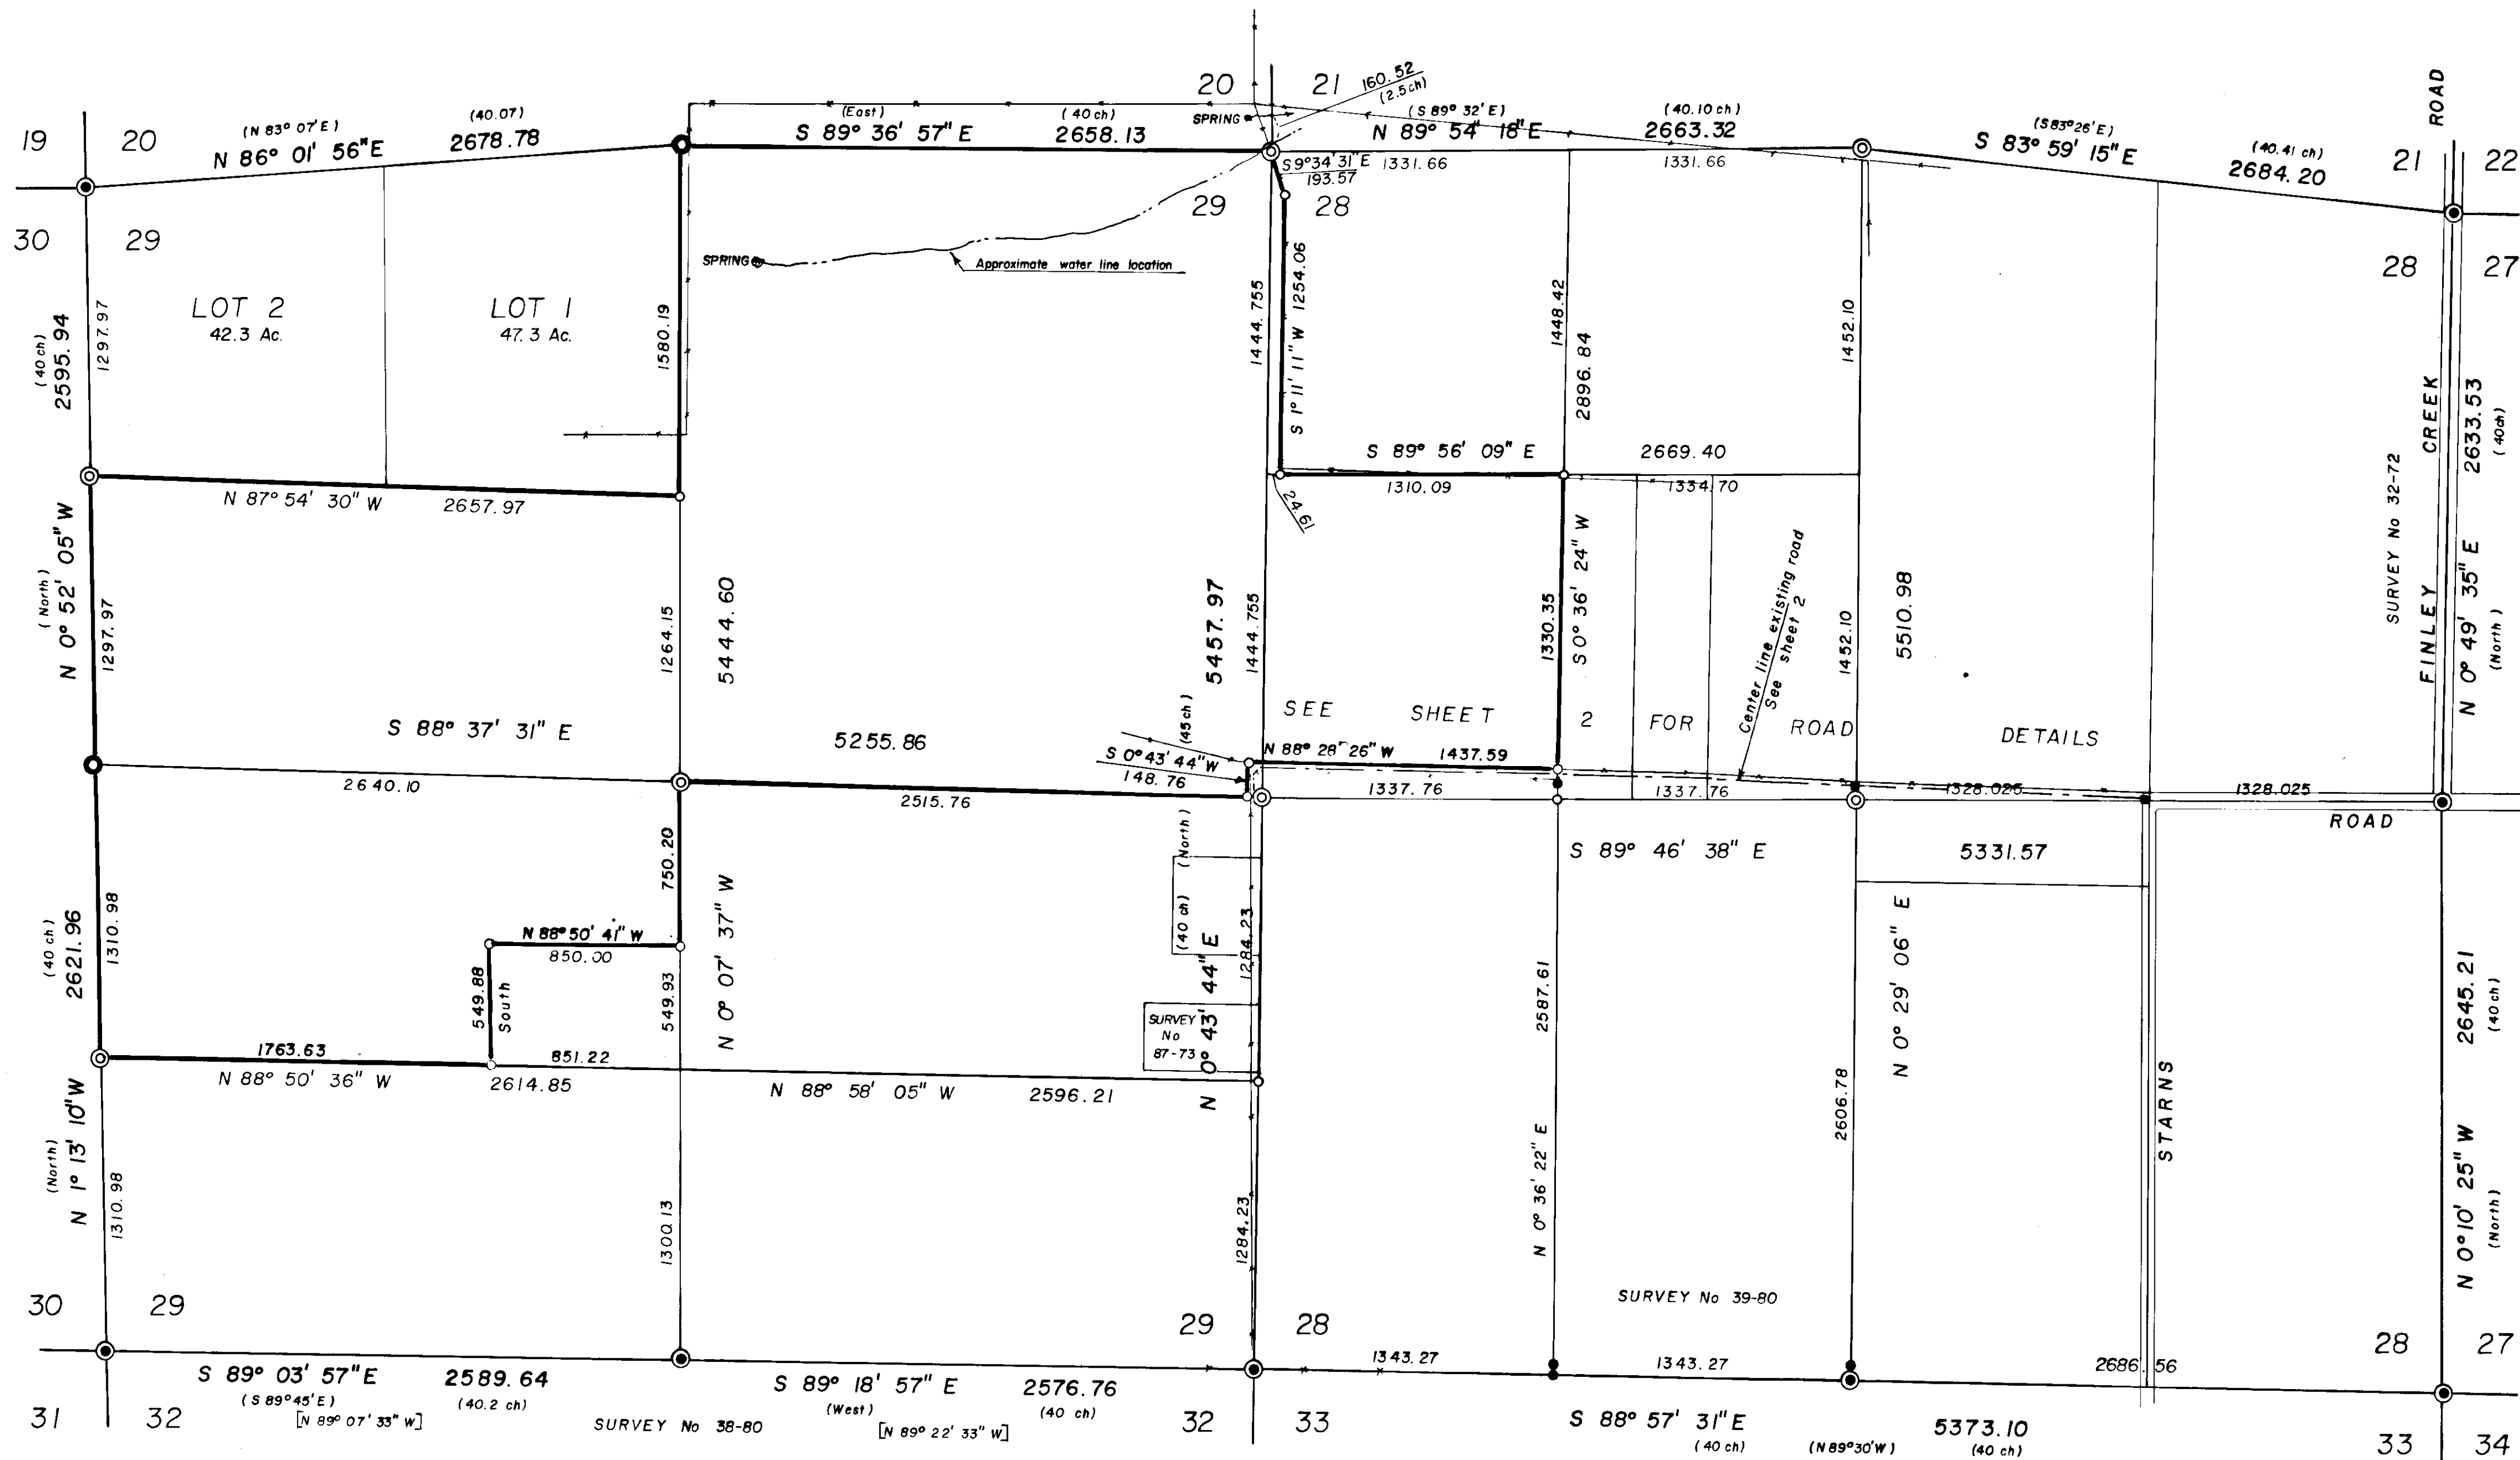 20
21
160.52
(2.5ch)
ROAD
19
20
(N 83° 07' E)
(40.07)
N 86° 01' 56" E
2678.78
(East)
(40 ch)
S 89° 36' 57" E
2658.13
SPRING
(S 89° 32' E)
(40.10 ch)
N 89° 54' 18" E
2663.32
(S 83° 26' E)
(40.41 ch)
S 83° 59' 15" E
2684.20
21
22
S 9° 34' 31" E
193.57
1331.66
1331.66
30
29
29
28
28
27
SPRING
Approximate water line location
LOT 2
42.3 Ac.
LOT 1
47.3 Ac.
(40 ch)
2595.94
1297.97
1580.19
1444.755
S 1° 11' 11" W 1254.06
1448.42
2896.84
1452.10
SURVEY No 32-72
FINLEY CREEK
2633.53
(40ch)
N 0° 49' 35" E
(North)
N 87° 54' 30" W
2657.97
S 89° 56' 09" E
2669.40
1310.09
1334.70
24.61
(North)
N 0° 52' 05" W
1297.97
1264.15
5444.60
5457.97
1444.755
1330.35
S 0° 36' 24" W
Center line existing road
See sheet 2
1452.10
5510.98
SEE SHEET 2 FOR ROAD DETAILS
S 88° 37' 31" E
5255.86
(45ch)
S 0° 43' 44" W
148.76
N 88° 28' 26" W
1437.59
2640.10
2515.76
1337.76
1337.76
1328.025
1328.025
ROAD
S 89° 46' 38" E
5331.57
750.20
(North)
(40 ch)
1284.23
N 0° 07' 37" W
N 0° 43' 44" E
(40 ch)
2621.96
1310.98
N 88° 50' 41" W
850.00
549.88
South
549.93
SURVEY
No
87-73
2587.61
N 0° 29' 06" E
2645.21
(40 ch)
1763.63
851.22
N 88° 50' 36" W
2614.85
N 88° 58' 05" W
2596.21
2606.78
STARNS
(North)
N 1° 13' 10" W
1310.98
1300.13
1284.23
N 0° 36' 22" E
N 0° 10' 25" W
(North)
SURVEY No 39-80
30
29
29
28
28
27
1343.27
1343.27
2686.56
S 89° 03' 57" E
2589.64
(S 89° 45' E)
(40.2 ch)
[N 89° 07' 33" W]
S 89° 18' 57" E
2576.76
(West)
(40 ch)
[N 89° 22' 33" W]
SURVEY No 38-80
31
32
32
33
S 88° 57' 31" E
5373.10
(40 ch)
(N 89° 30' W)
(40 ch)
33
34